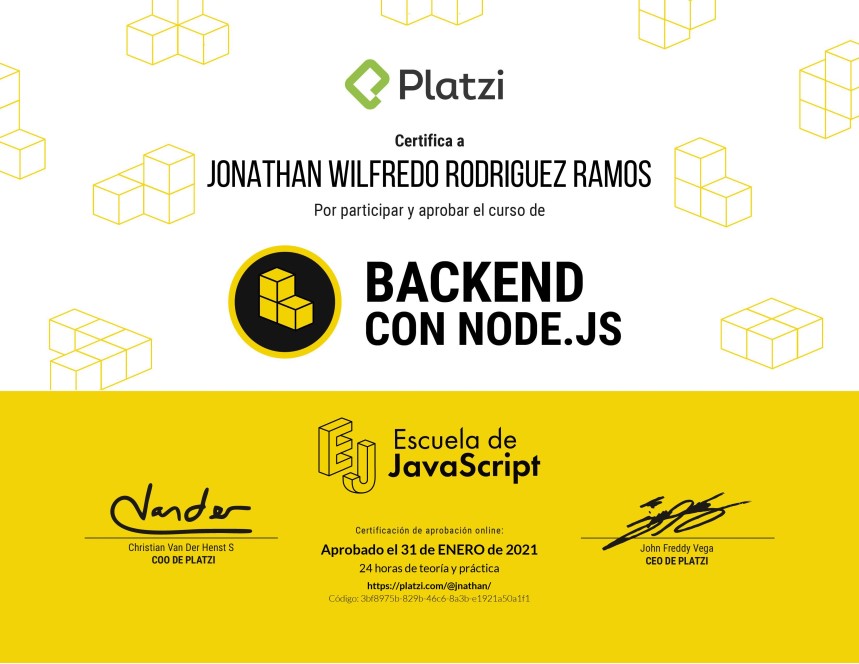 Platzi
Certifica a
JONATHAN WILFREDO RODRIGUEZ RAMOS
Por participar y aprobar el curso de
BACKEND
CON NODE.JS
EJ
Escuela de
JavaScript
Vander
Christian Van Der Henst S
COO DE PLATZI
Certificación de aprobación online:
Aprobado el 31 de ENERO de 2021
24 horas de teoría y práctica
https://platzi.com/@jnathan/
Código: 3bf8975b-829b-46c6-8a3b-e1921a50a1f1
John Freddy Vega
CEO DE PLATZI